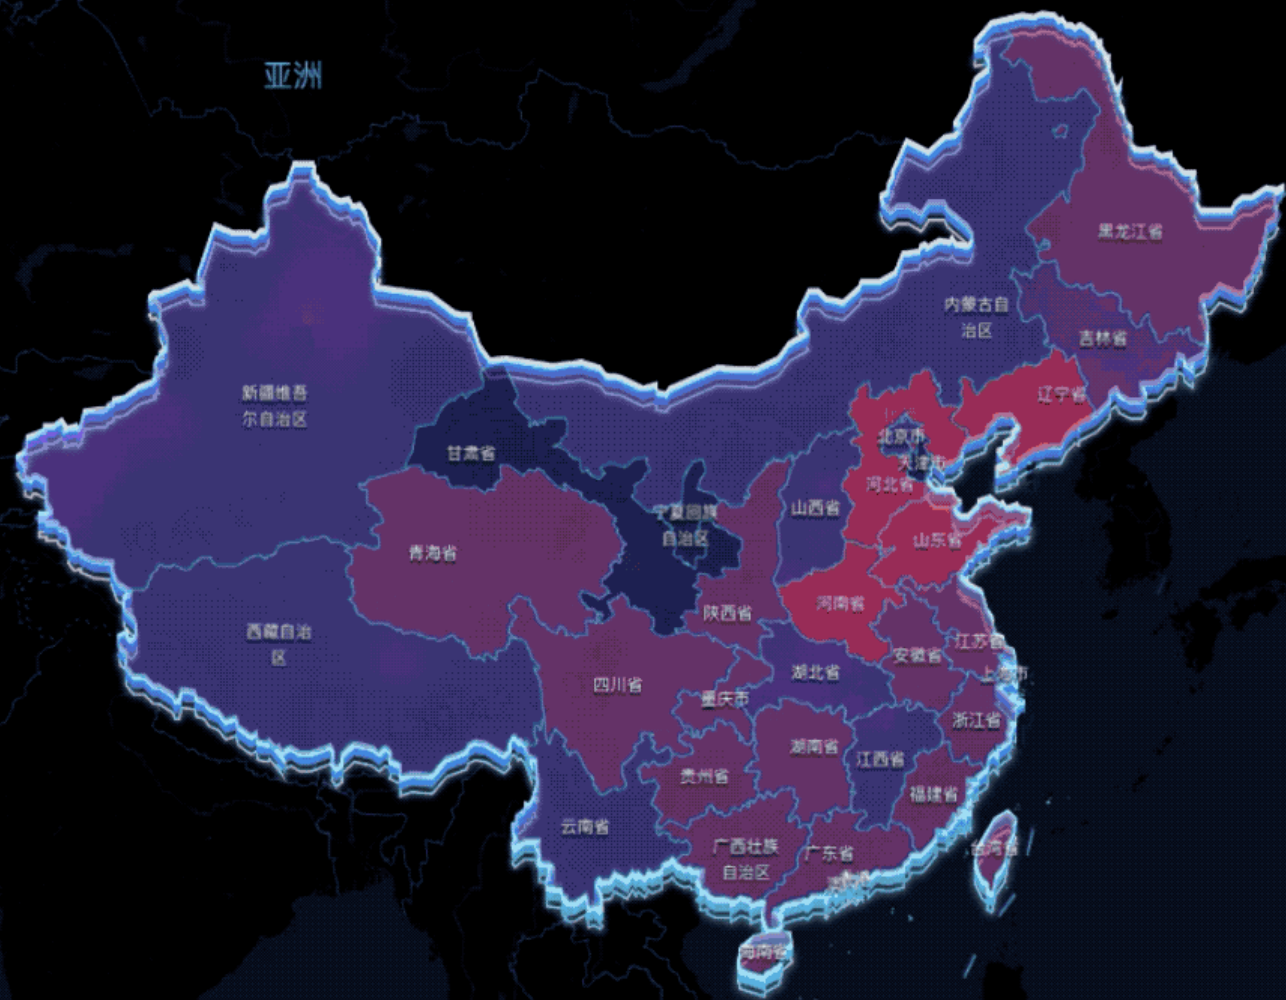 亚洲
黑龙江省
内蒙古自
治区
吉林省
新疆维吾
尔自治区
辽宁省
北京市
甘肃省
天津市
河北省
山西省
宁夏回族
自治区
山东省
青海省
河南省
陕西省
西藏自治
区
江苏省
安徽省
湖北省
上海市
四川省
重庆市
浙江省
湖南省
江西省
贵州省
福建省
云南省
广西壮族
自治区
广东省
台湾省
海南省